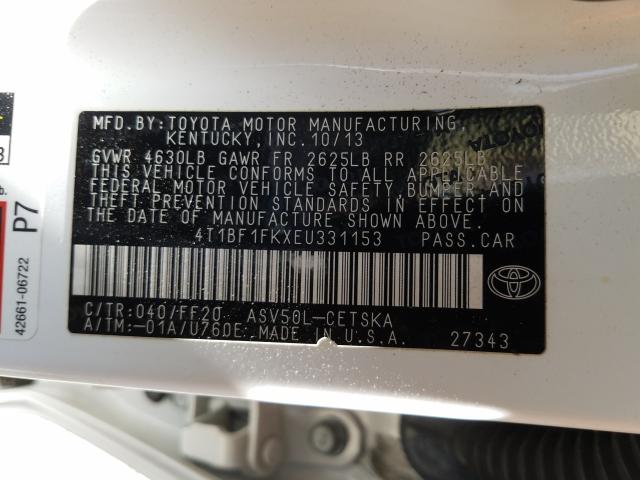 MFD.BY:TOYOTA MOTOR MANUFACTURING,
KENTUCKY, INC. 10/13
GVWR 4630LB GAWR FR 2625LB RR 2625LB
THIS VEHICLE CONFORMS TO ALL APPLICABLE
FEDERAL MOTOR VEHICLE SAFETY, BUMPER AND
THEFT PREVENTION STANDARDS IN EFFECT ON
THE DATE OF MANUFACTURE SHOWN ABOVE.
4T1BF1FKXEU331153 PASS.CAR
C/TR:040/FF20 ASV50L-CETSKA
A/TM:-01A/U760E MADE IN U.S.A. 27343
TOYOTA
P7
42661-06722